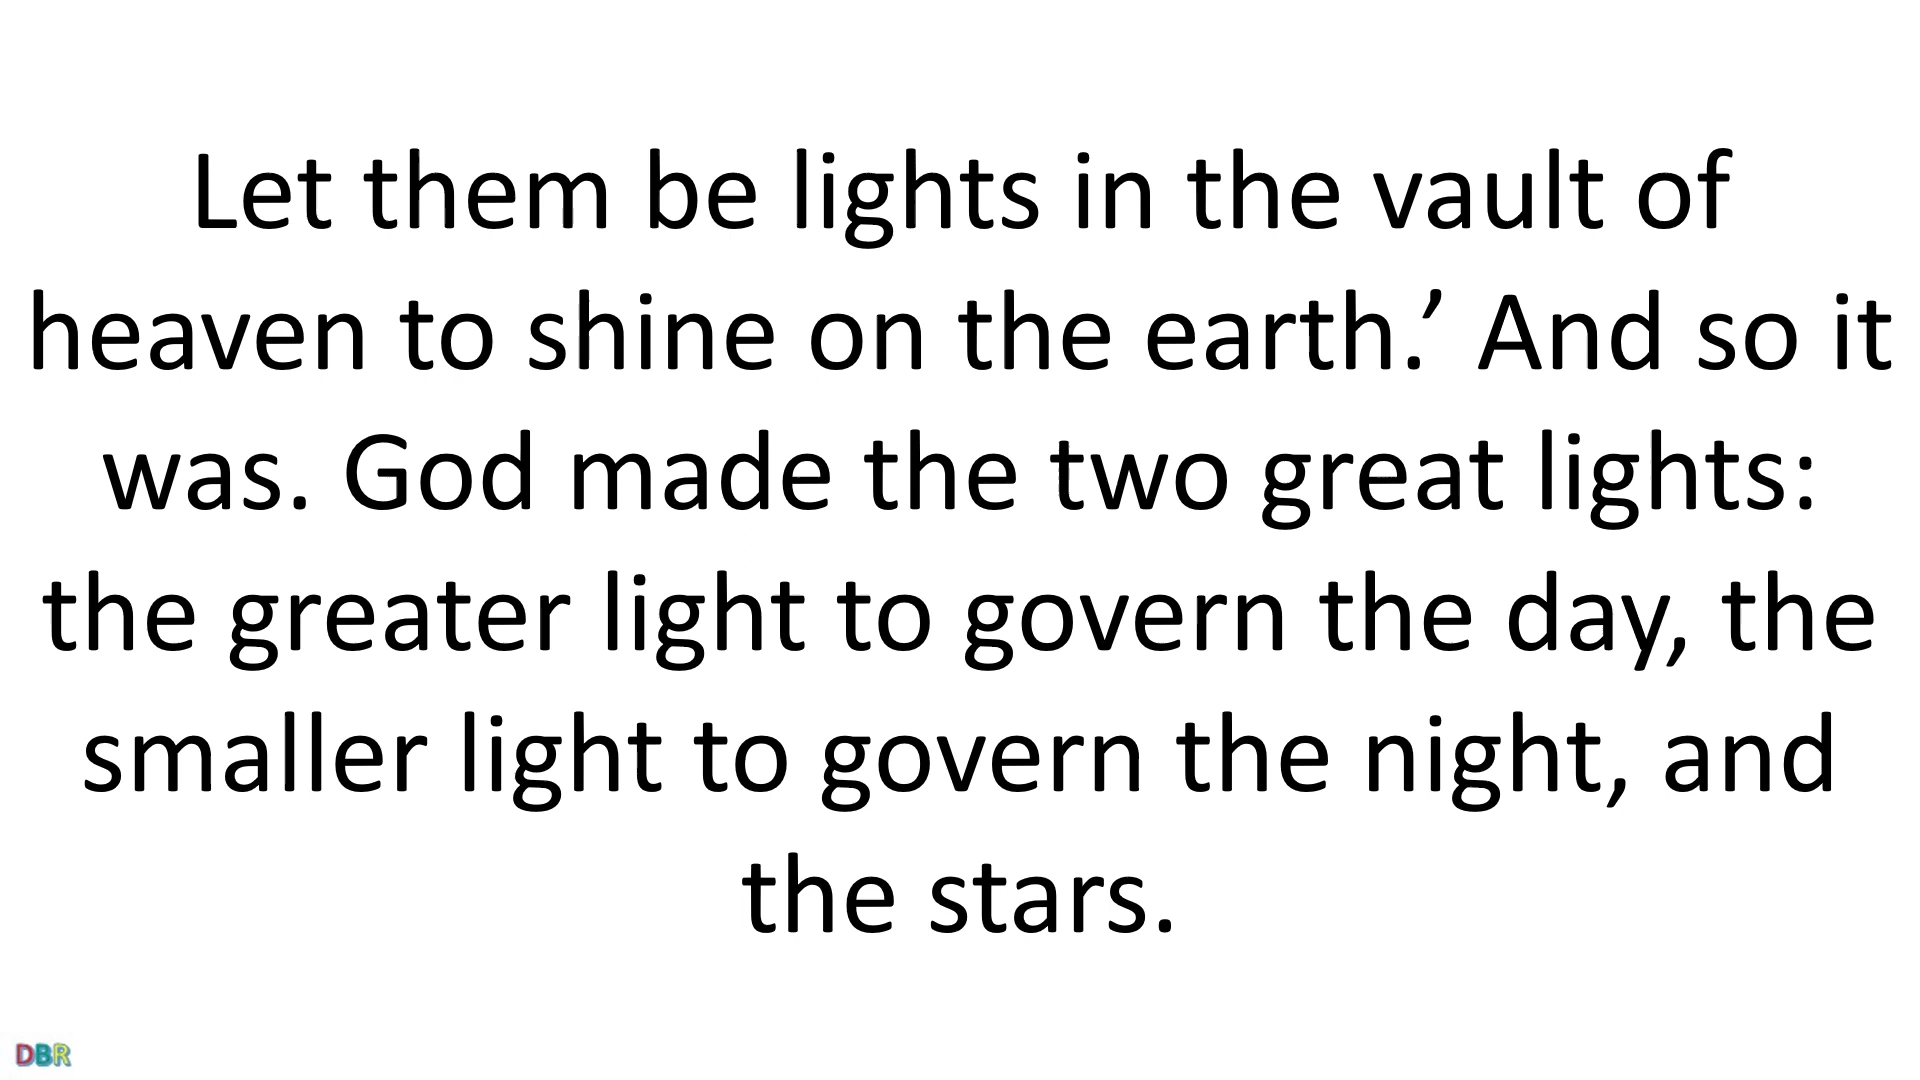 Let them be lights in the vault of
heaven to shine on the earth.’ And so it
was. God made the two great lights:
the greater light to govern the day, the
smaller light to govern the night, and
the stars.
DBR